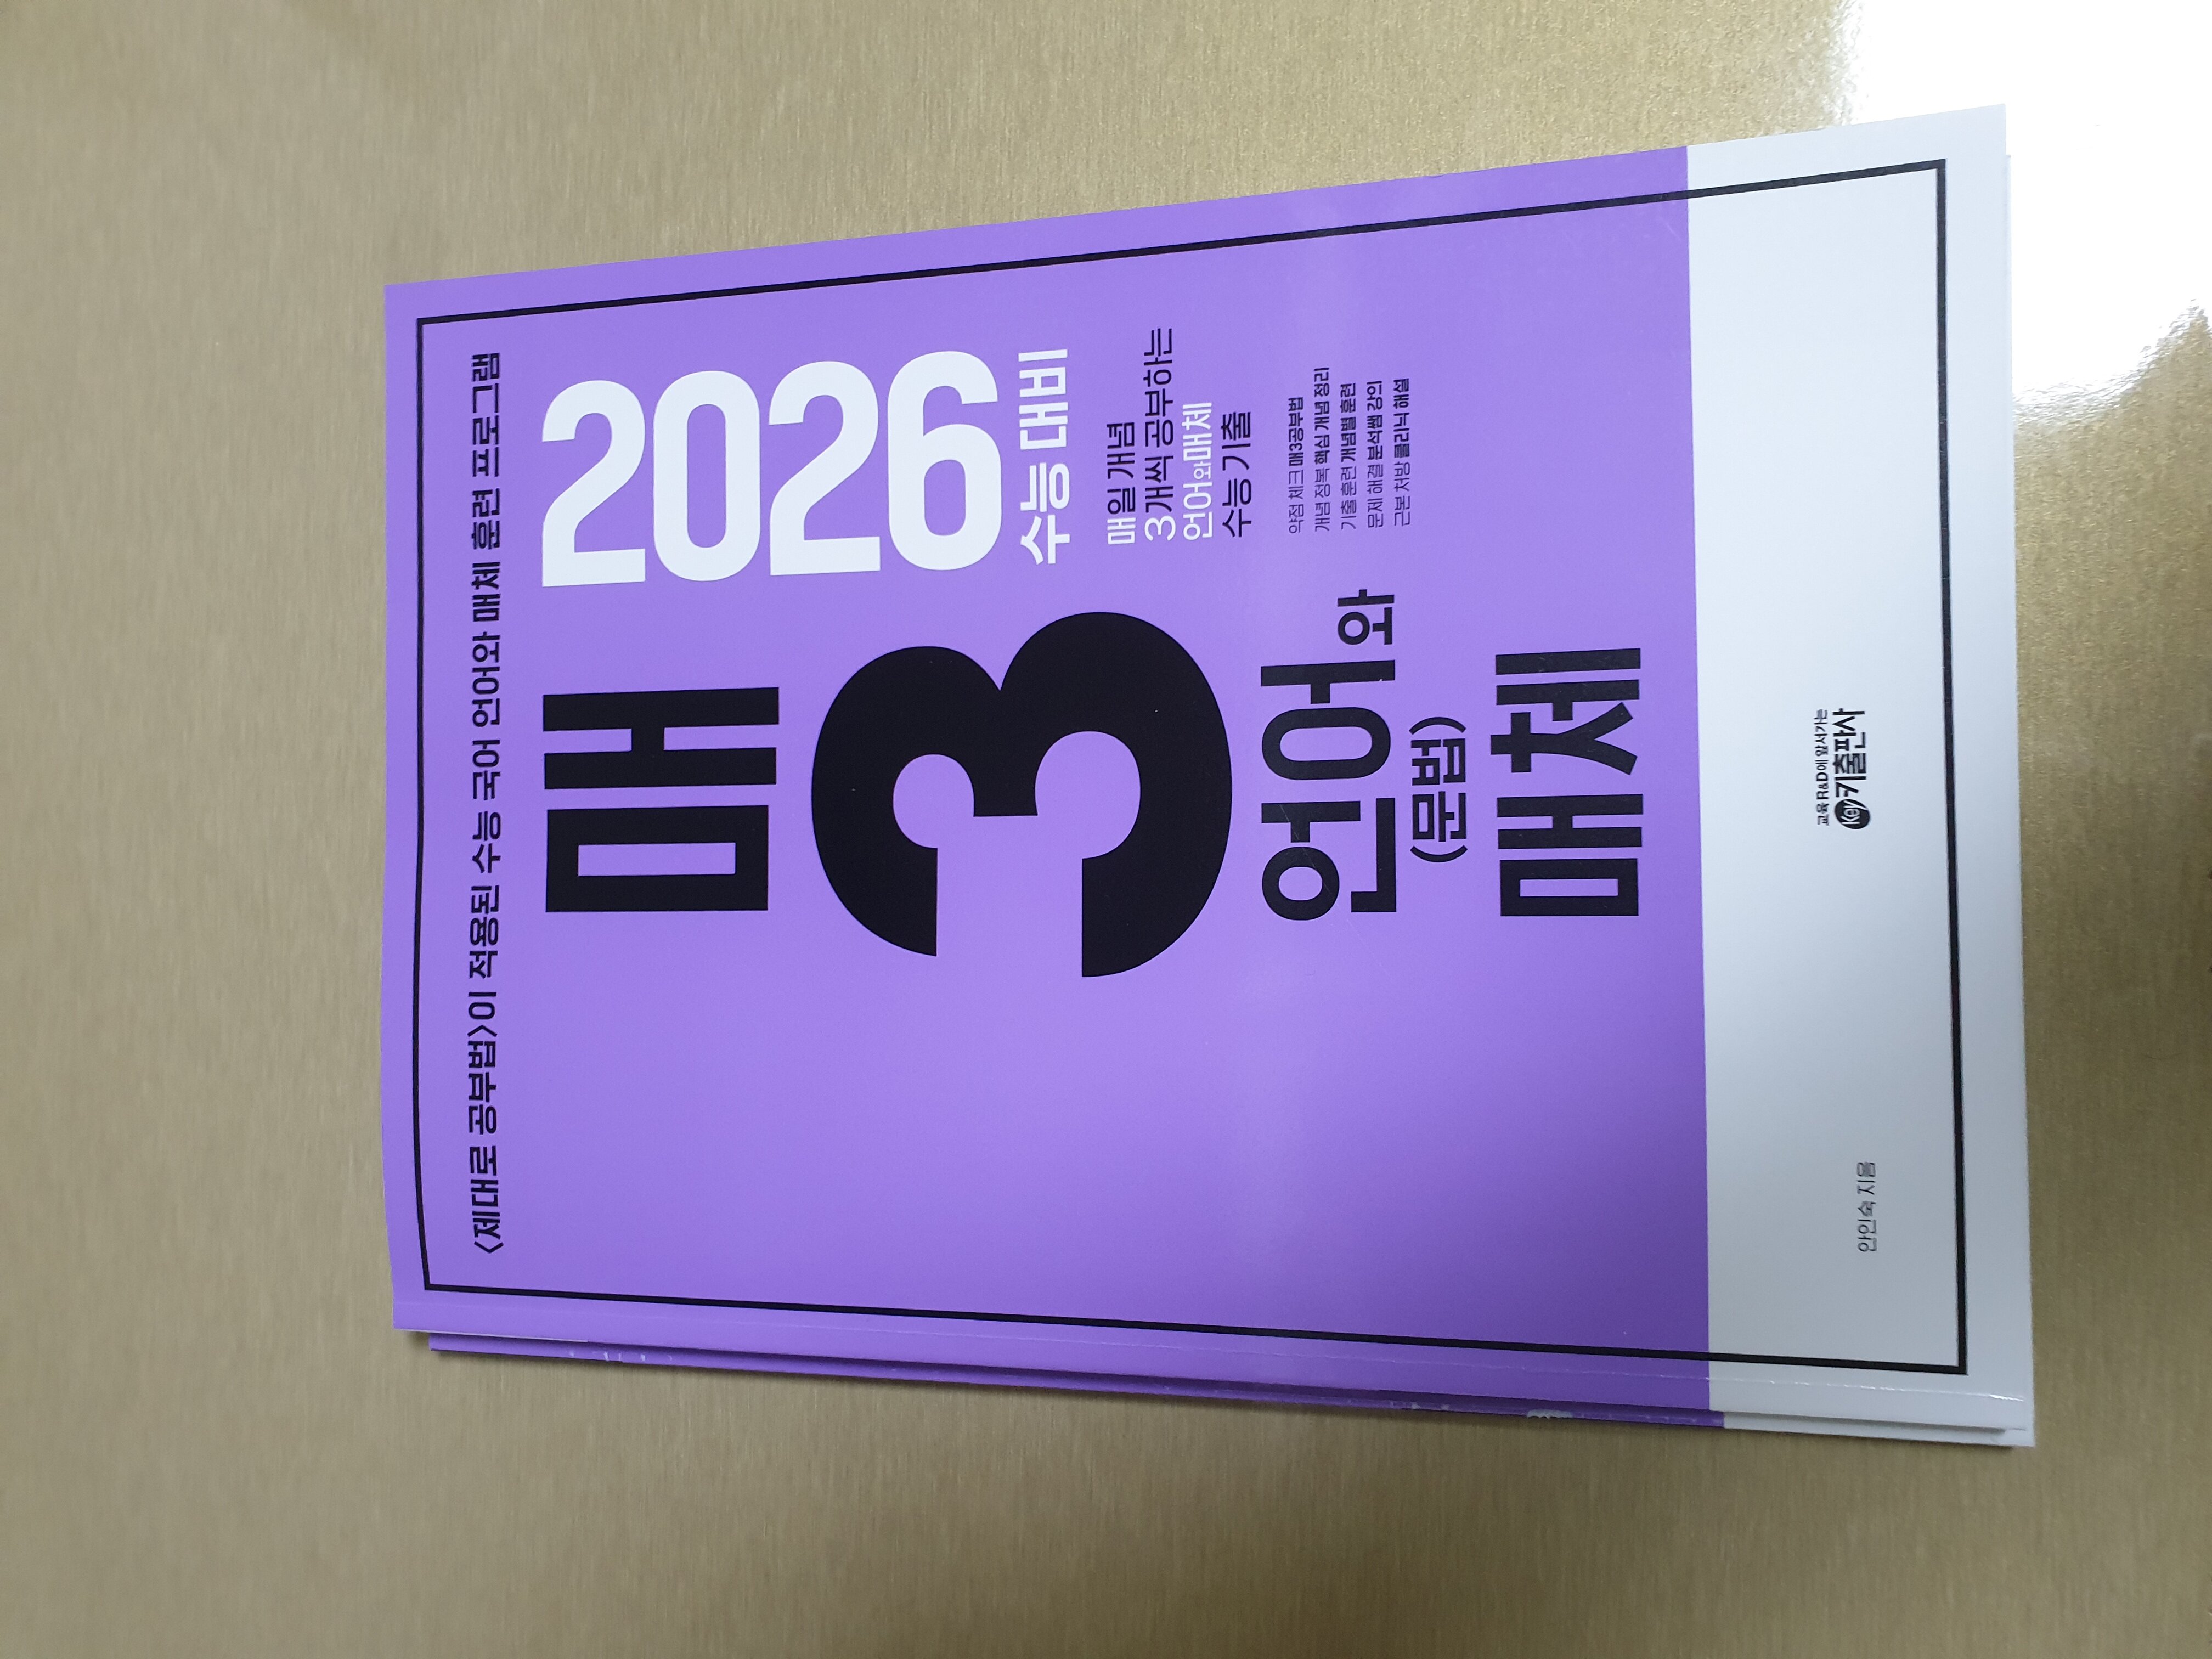 <제대로 공부법>이 적용된 수능 국어 언어와 매체 훈련 프로그램
매
3
언어와
(문법)
매체
2026
수능 대비
매일 개념
3개씩 공부하는
언어와매체
수능 기출
약점 체크 매3공부법
개념 정복 핵심 개념 정리
기출 훈련 개념별 훈련
문제 해결 분석쌤 강의
근본 처방 클리닉 해설
교육 R&D에 앞서가는
Key 키출판사
안인숙 지음